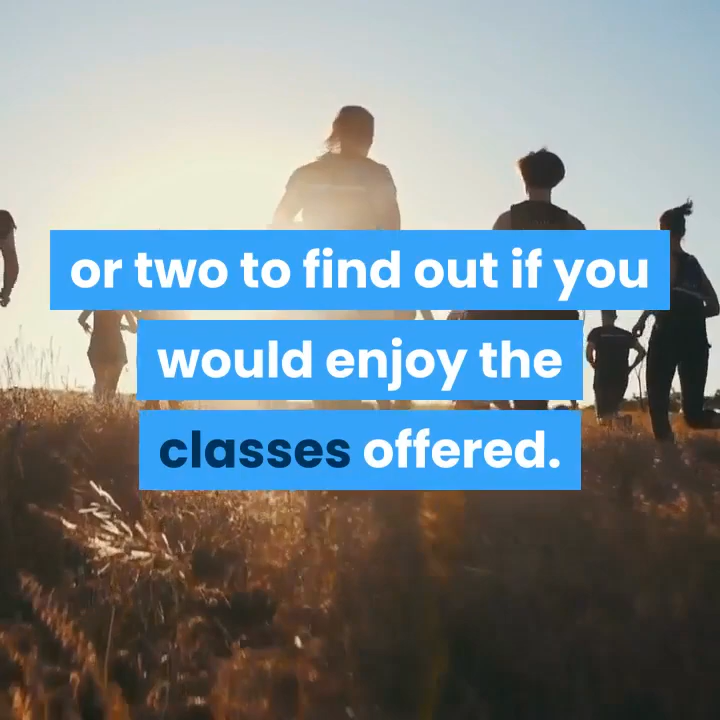 or two to find out if you
would enjoy the
classes offered.